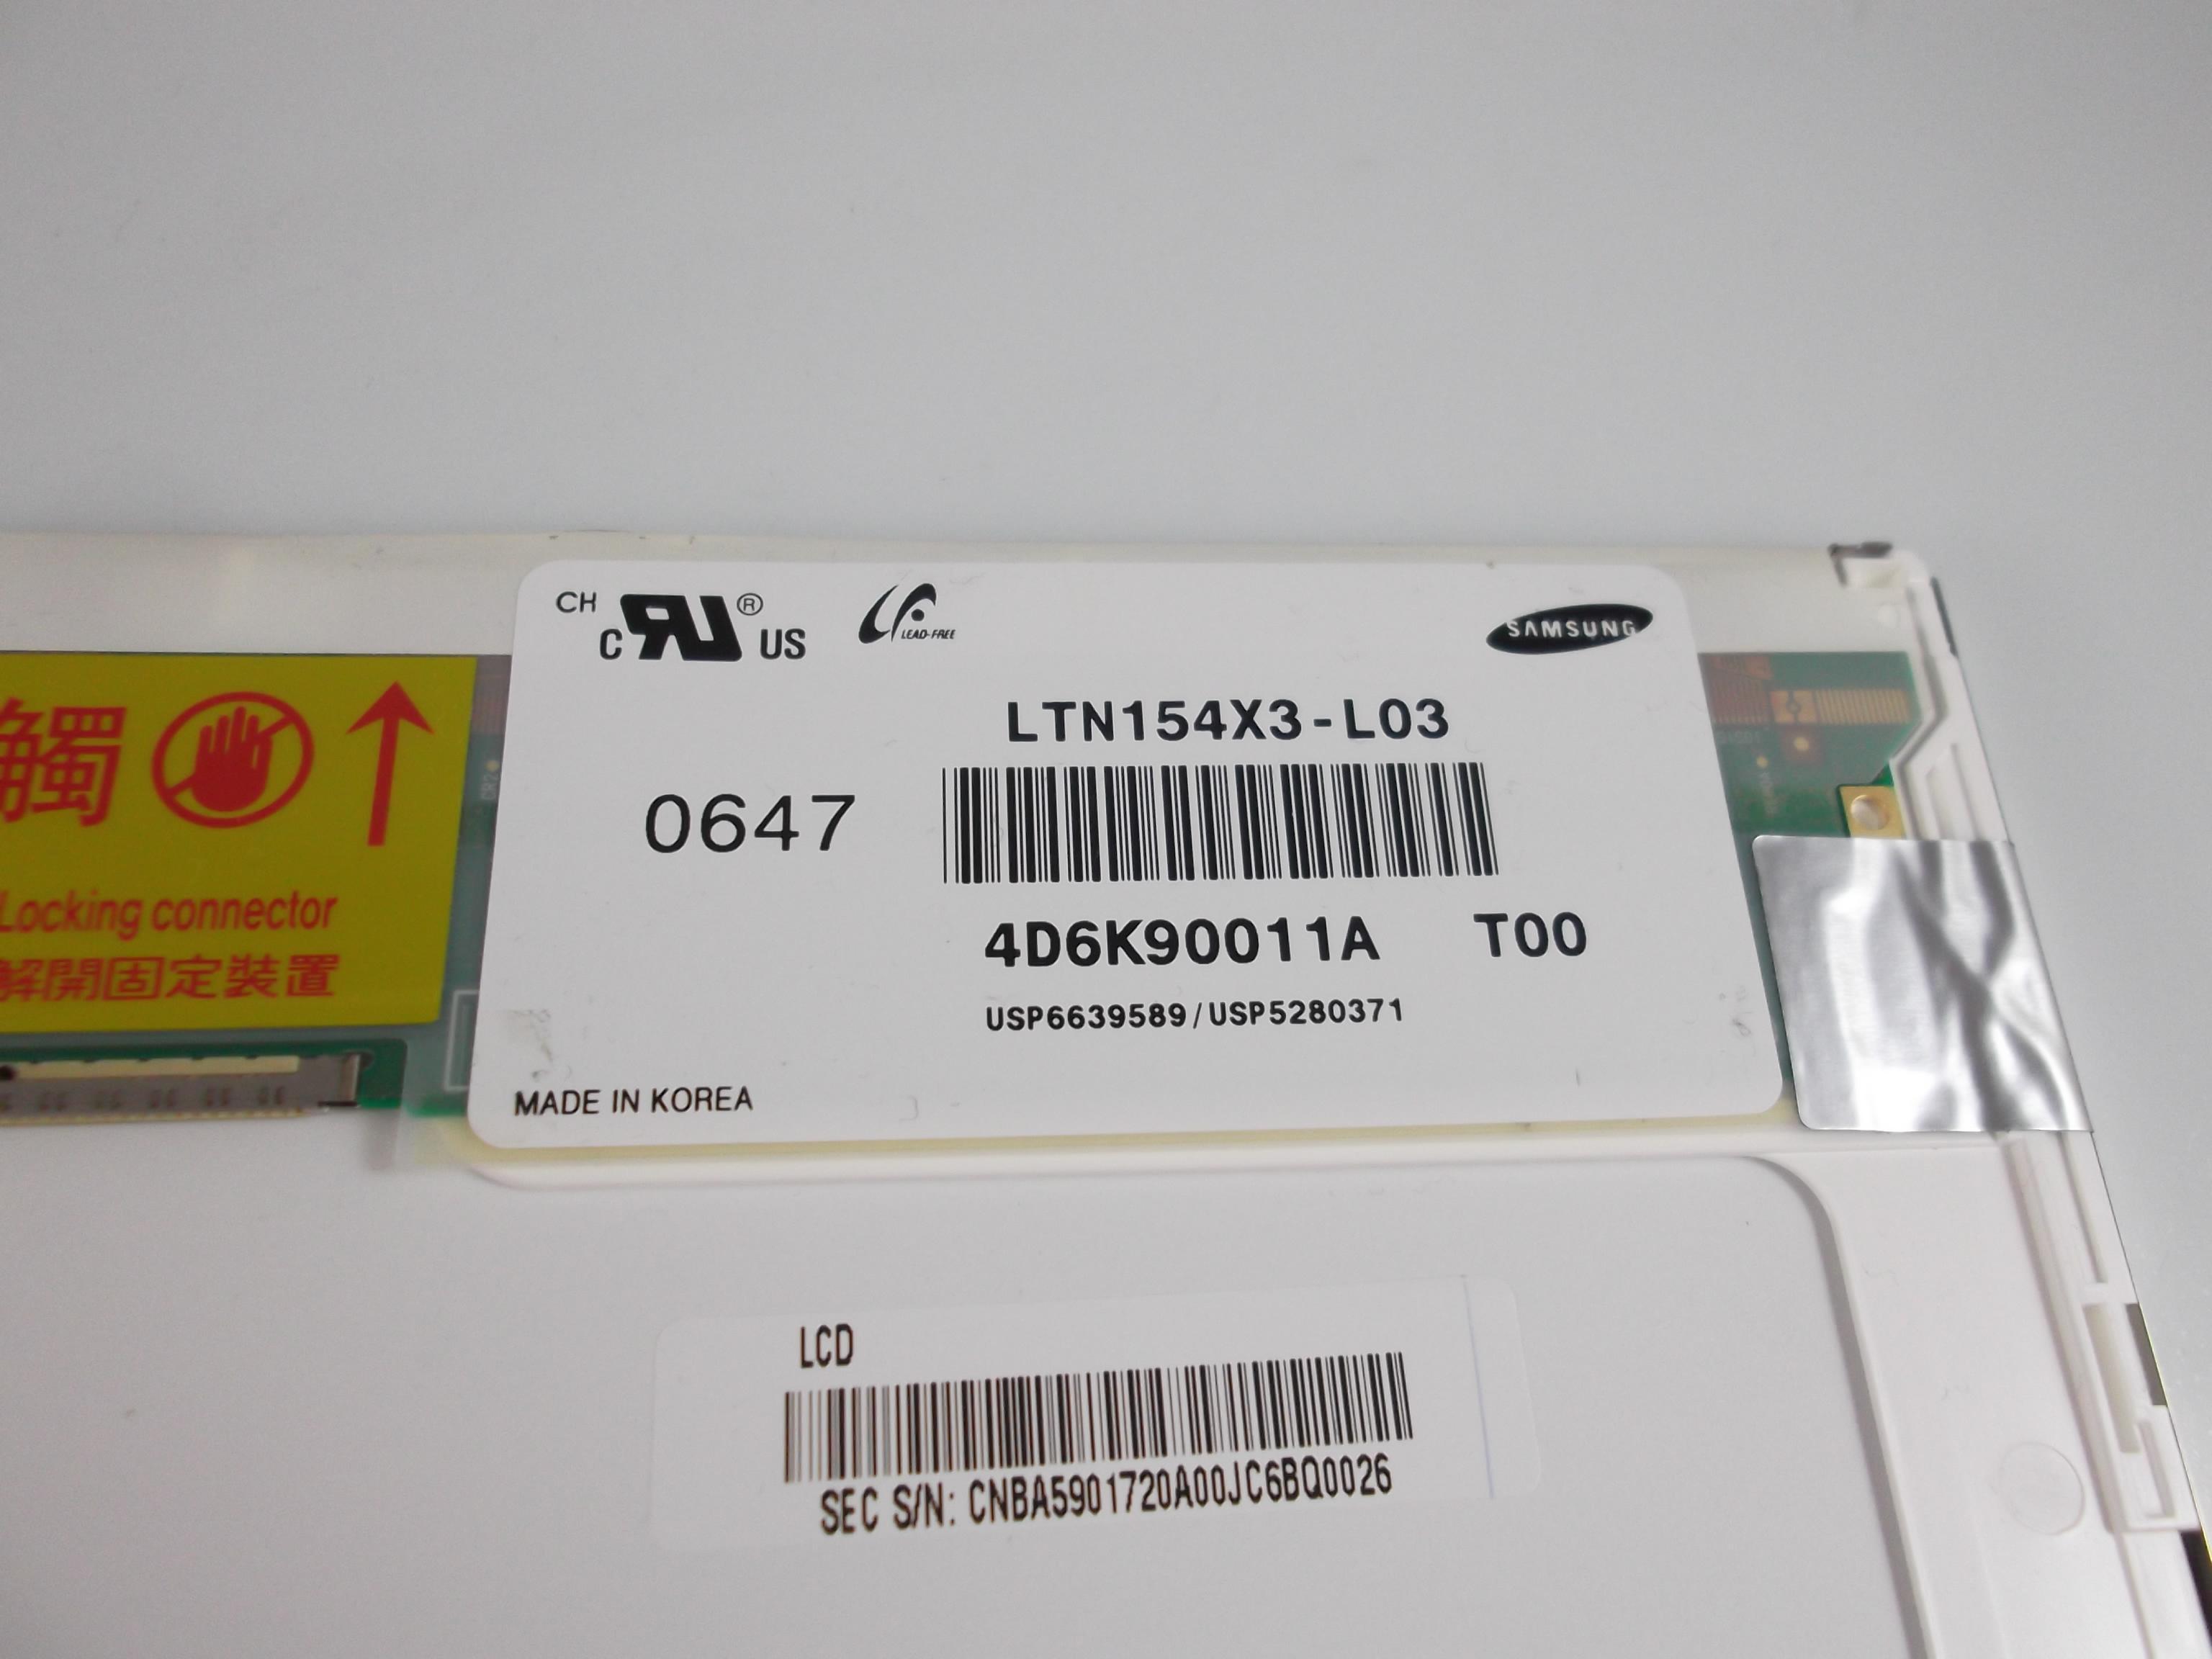 CH
C RU ® US
LEAD-FREE
SAMSUNG
LTN154X3-L03
0647
4D6K90011A T00
USP6639589/USP5280371
MADE IN KOREA
觸
Locking connector
解開固定裝置
LCD
SEC S/N: CNBA5901720A00JC6BQ0026